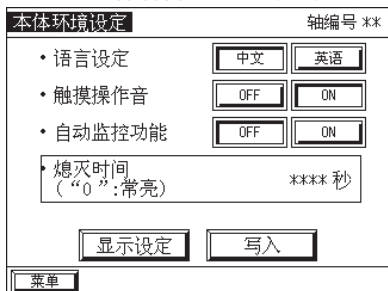 本体环境设定 轴编号 **
・语言设定 中文 英语
・触摸操作音 OFF ON
・自动监控功能 OFF ON
・熄灭时间
(“0”:常亮) **** 秒
显示设定 写入
菜单